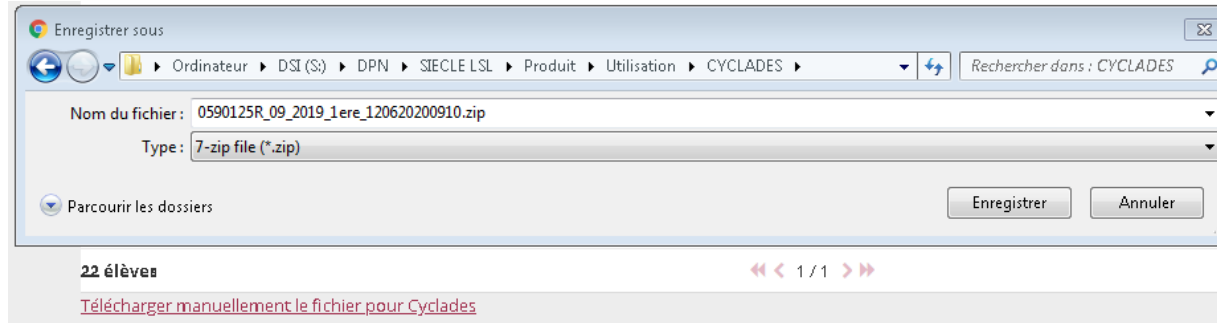 Enregistrer sous
Ordinateur ▸ DSI (S:) ▸ DPN ▸ SIECLE LSL ▸ Produit ▸ Utilisation ▸ CYCLADES ▸ Rechercher dans : CYCLADES
Nom du fichier : 0590125R_09_2019_1ere_120620200910.zip
Type : 7-zip file (*.zip)
Parcourir les dossiers Enregistrer Annuler
22 élèves 1 / 1
Télécharger manuellement le fichier pour Cyclades